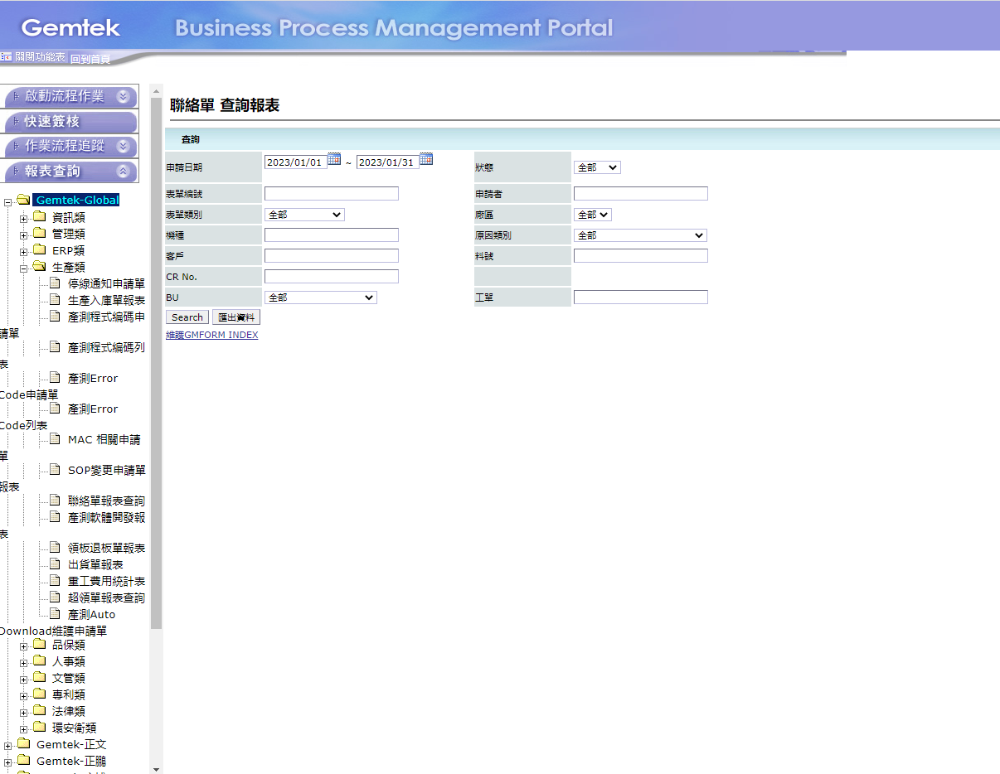 Gemtek
Business Process Management Portal
關閉功能表 回到首頁
啟動流程作業
快速簽核
作業流程追蹤
報表查詢
Gemtek-Global
資訊類
管理類
ERP類
生產類
停線通知申請單
生產入庫單報表
產測程式編碼申
請單
產測程式編碼列
表
產測Error
Code申請單
產測Error
Code列表
MAC 相關申請
單
SOP變更申請單
報表
聯絡單報表查詢
產測軟體開發報
表
領板退板單報表
出貨單報表
重工費用統計表
超領單報表查詢
產測Auto
Download維護申請單
品保類
人事類
文管類
專利類
法律類
環安衛類
Gemtek-正文
Gemtek-正鵬
聯絡單 查詢報表
查詢
申請日期 2023/01/01 ~ 2023/01/31 狀態 全部
表單編號 申請者
表單類別 全部 廠區 全部
機種 原因類別 全部
客戶 料號
CR No.
BU 全部 工單
Search 匯出資料
維護GMFORM INDEX